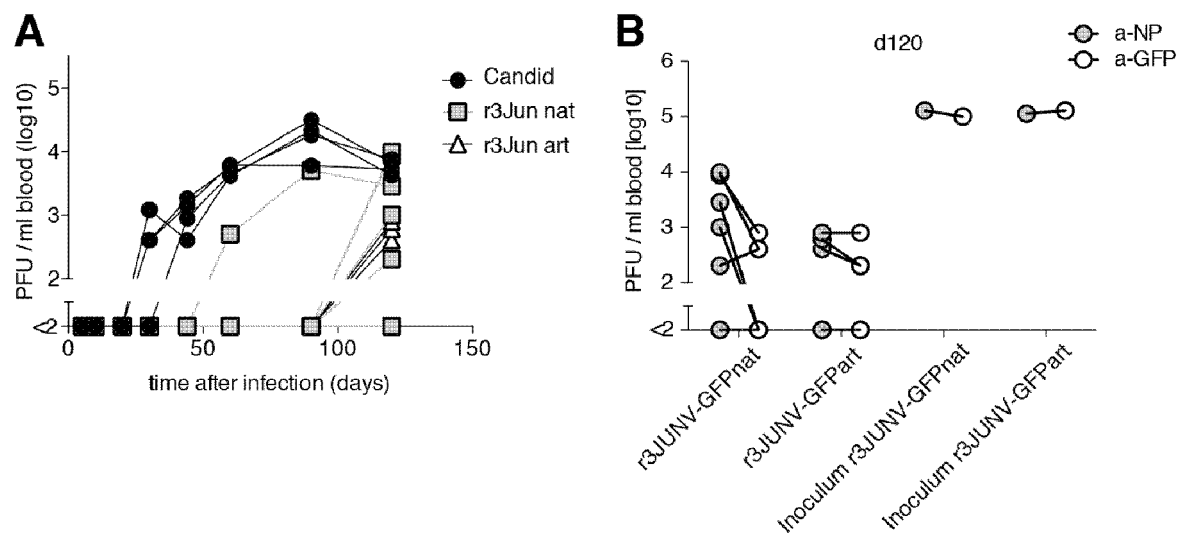 A
PFU / ml blood (log10)
5
4
3
2
<2
0
50
100
150
time after infection (days)
Candid
r3Jun nat
r3Jun art
B
d120
a-NP
a-GFP
PFU / ml blood [log10]
6
5
4
3
2
<2
r3JUNV-GFPnat
r3JUNV-GFPart
Inoculum r3JUNV-GFPnat
Inoculum r3JUNV-GFPart